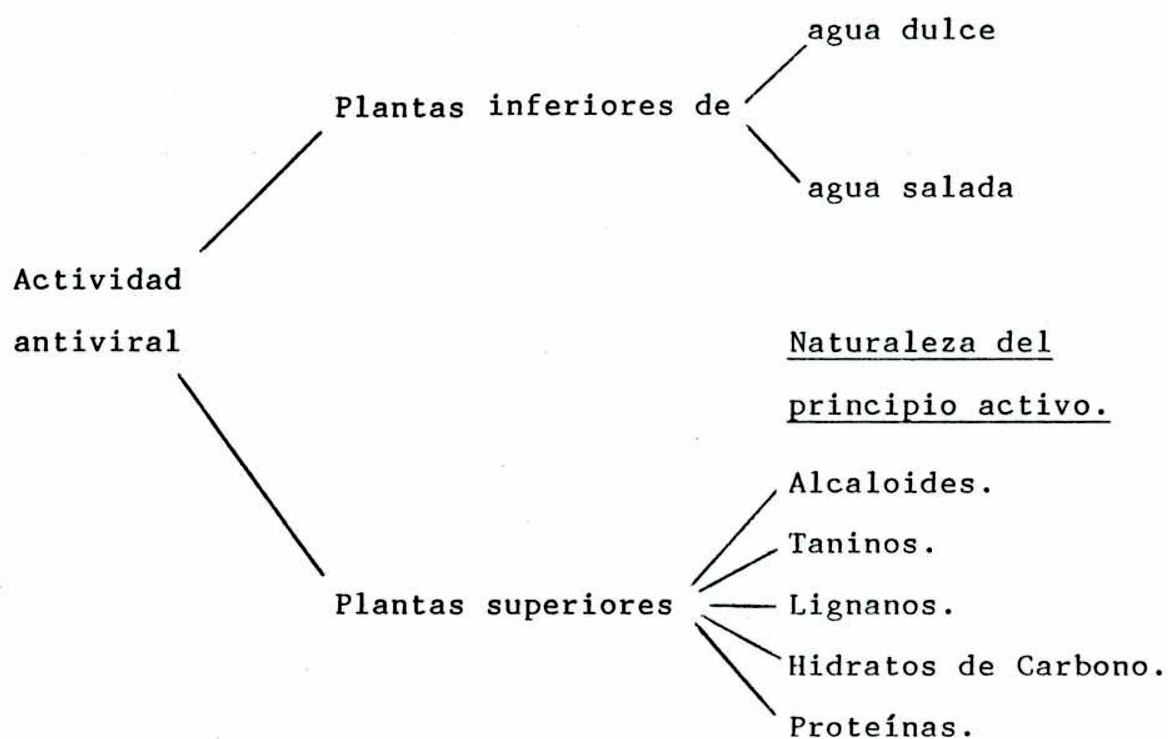 agua dulce
Plantas inferiores de
agua salada
Actividad
antiviral
Naturaleza del
principio activo.
Alcaloides.
Taninos.
Plantas superiores
Lignanos.
Hidratos de Carbono.
Proteínas.